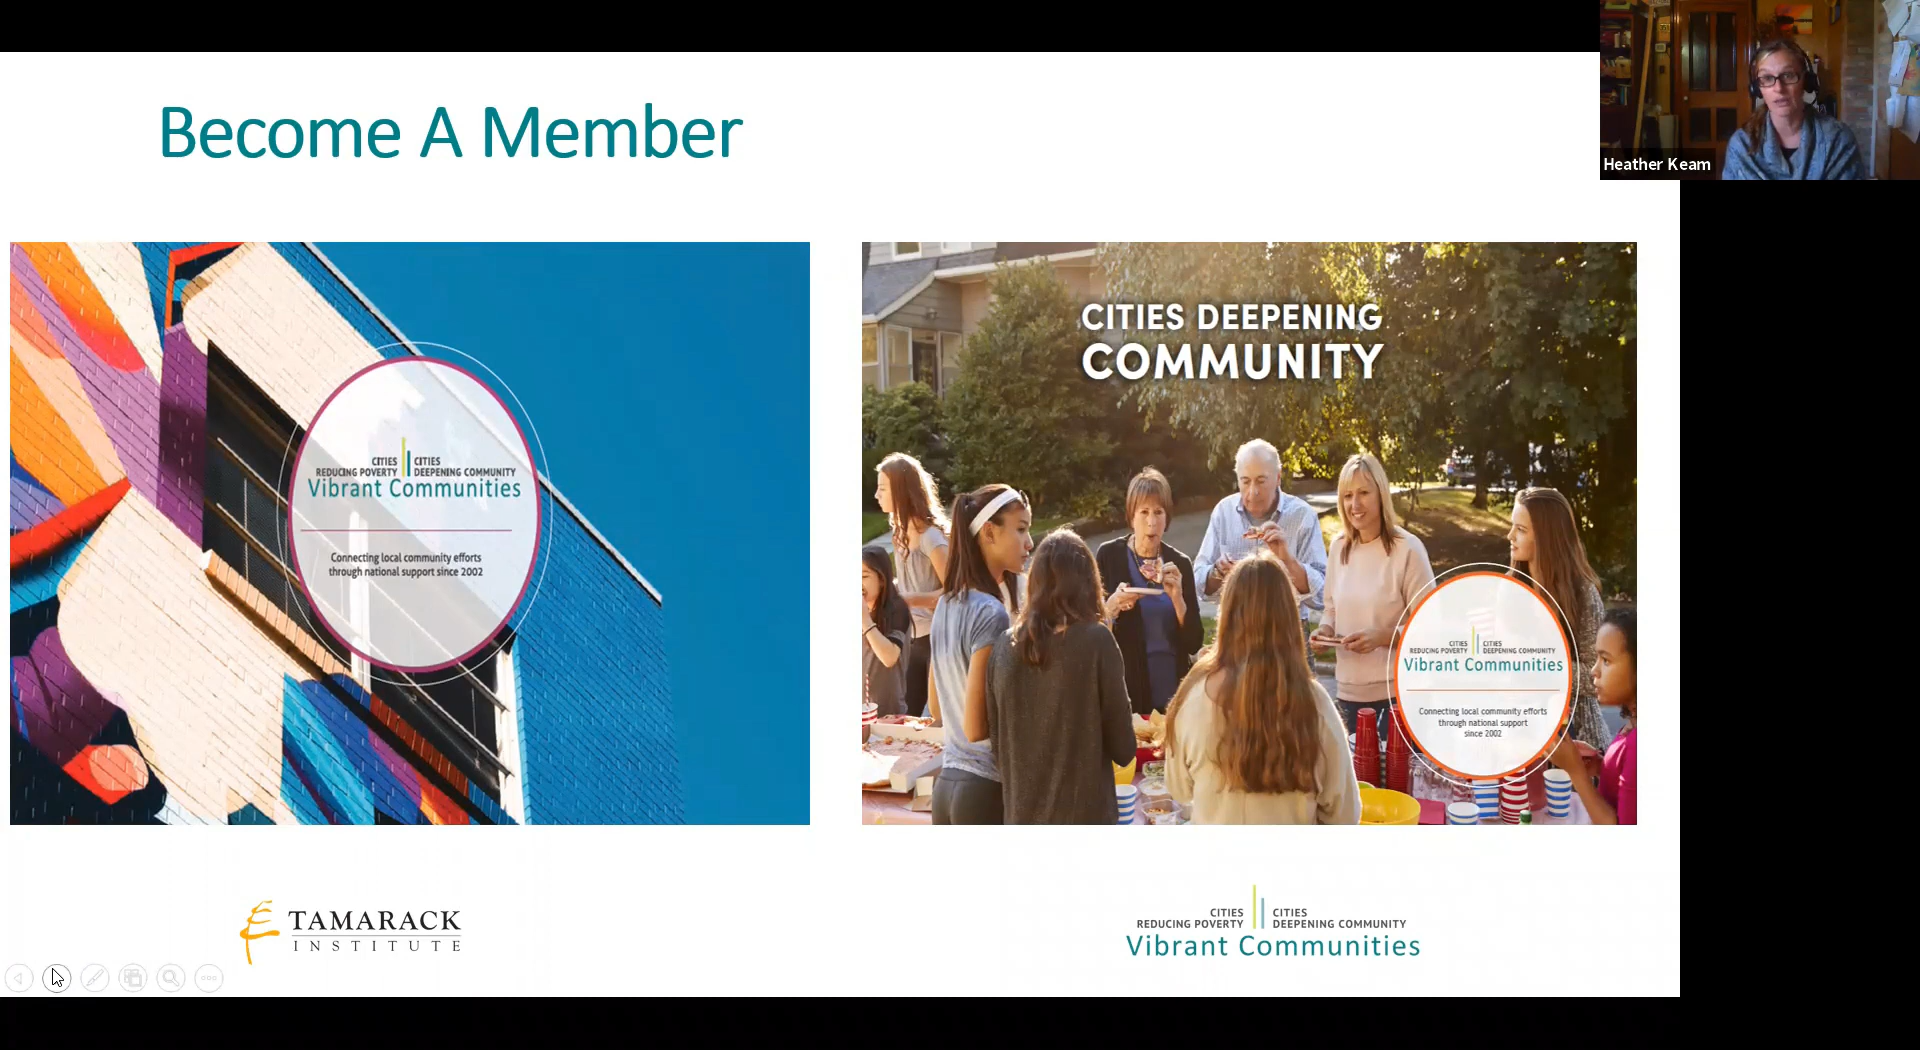 Become A Member
Heather Keam
CITIES DEEPENING
COMMUNITY
CITIES CITIES
REDUCING POVERTY DEEPENING COMMUNITY
Vibrant Communities
Connecting local community efforts
through national support since 2002
CITIES CITIES
REDUCING POVERTY DEEPENING COMMUNITY
Vibrant Communities
Connecting local community efforts
through national support
since 2002
TAMARACK
INSTITUTE
CITIES CITIES
REDUCING POVERTY DEEPENING COMMUNITY
Vibrant Communities